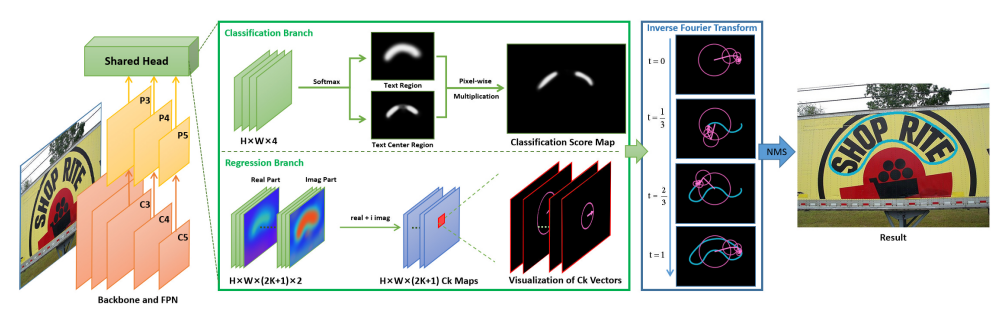 Shared Head
P3
P4
P5
C3
C4
C5
SHOP RITE
Backbone and FPN
Classification Branch
H×W×4
Softmax
Text Region
Text Center Region
Pixel-wise
Multiplication
Classification Score Map
Regression Branch
Real Part
Imag Part
H×W×(2K+1)×2
real + i imag
...
H×W×(2K+1) Ck Maps
Visualization of Ck Vectors
Inverse Fourier Transform
t=0
t=1/3
t=2/3
t=1
NMS
SHOP RITE
Result